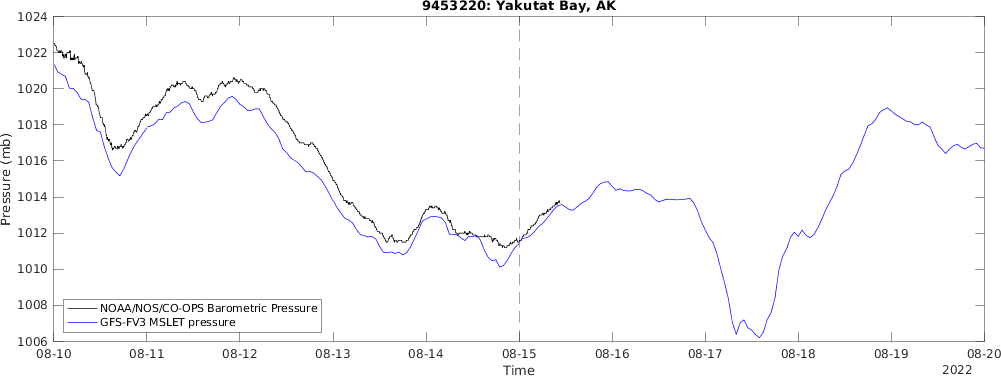 9453220: Yakutat Bay, AK
Pressure (mb)
1024
1022
1020
1018
1016
1014
1012
1010
1008
1006
NOAA/NOS/CO-OPS Barometric Pressure
GFS-FV3 MSLET pressure
08-10 08-11 08-12 08-13 08-14 08-15 08-16 08-17 08-18 08-19 08-20
Time
2022